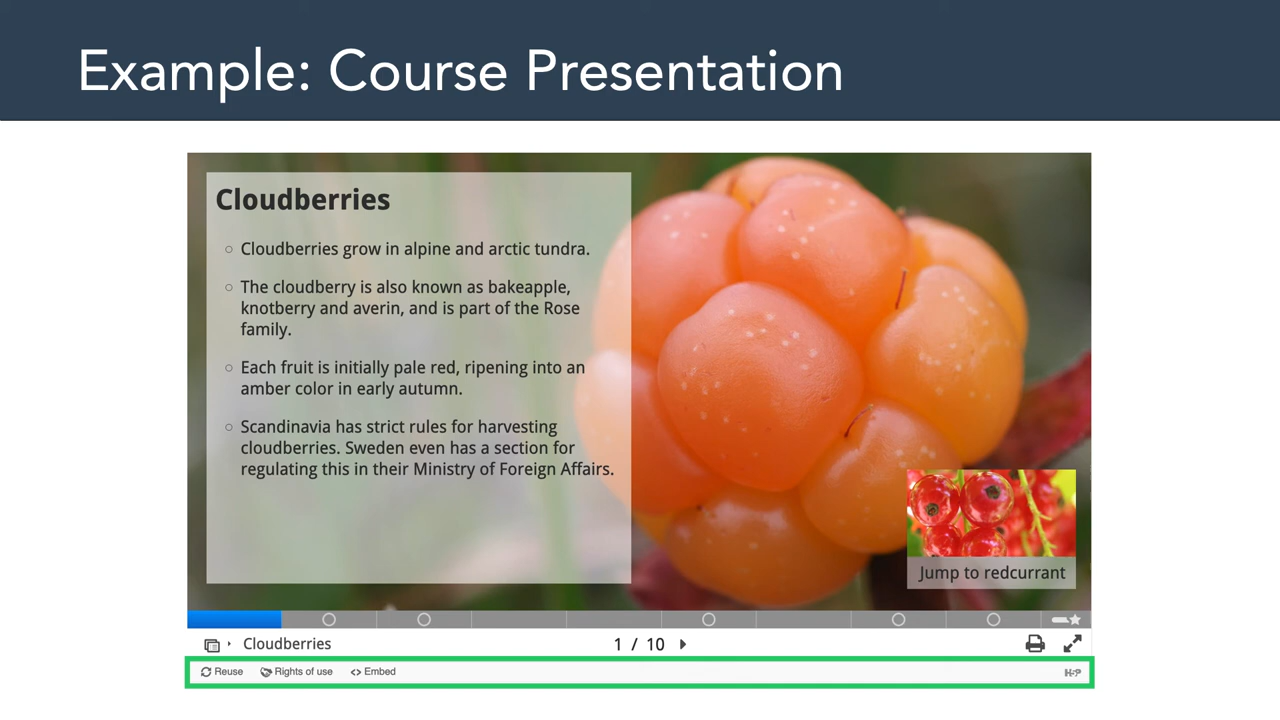 Example: Course Presentation
Cloudberries
Cloudberries grow in alpine and arctic tundra.
The cloudberry is also known as bakeapple,
knotberry and averin, and is part of the Rose
family.
Each fruit is initially pale red, ripening into an
amber color in early autumn.
Scandinavia has strict rules for harvesting
cloudberries. Sweden even has a section for
regulating this in their Ministry of Foreign Affairs.
Jump to redcurrant
Cloudberries
1 / 10
Reuse
Rights of use
<> Embed
H-P